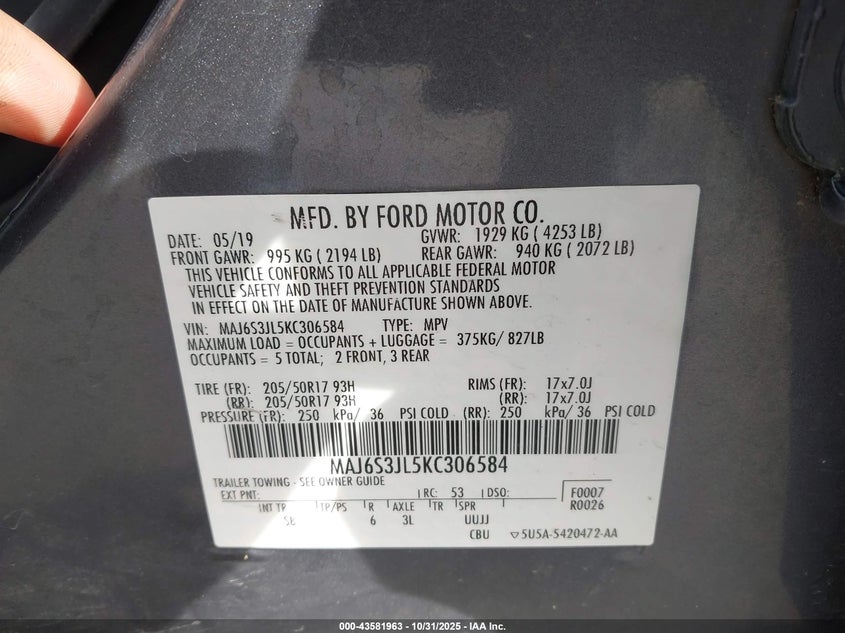 MFD. BY FORD MOTOR CO.
DATE: 05/19 GVWR: 1929 KG ( 4253 LB)
FRONT GAWR: 995 KG ( 2194 LB) REAR GAWR: 940 KG ( 2072 LB)
THIS VEHICLE CONFORMS TO ALL APPLICABLE FEDERAL MOTOR
VEHICLE SAFETY AND THEFT PREVENTION STANDARDS
IN EFFECT ON THE DATE OF MANUFACTURE SHOWN ABOVE.
VIN: MAJ6S3JL5KC306584 TYPE: MPV
MAXIMUM LOAD = OCCUPANTS + LUGGAGE = 375KG/ 827LB
OCCUPANTS = 5 TOTAL; 2 FRONT, 3 REAR
TIRE (FR): 205/50R17 93H RIMS (FR): 17x7.0J
(RR): 205/50R17 93H (RR): 17x7.0J
PRESSURE (FR): 250 kPa/ 36 PSI COLD (RR): 250 kPa/ 36 PSI COLD
MAJ6S3JL5KC306584
TRAILER TOWING - SEE OWNER GUIDE
EXT PNT: RC: 53 DSO: F0007
INT TR TP/PS R AXLE TR SPR R0026
6 3L UUJJ
CBU 5U5A-5420472-AA
000-43581963 - 10/31/2025 - IAA Inc.